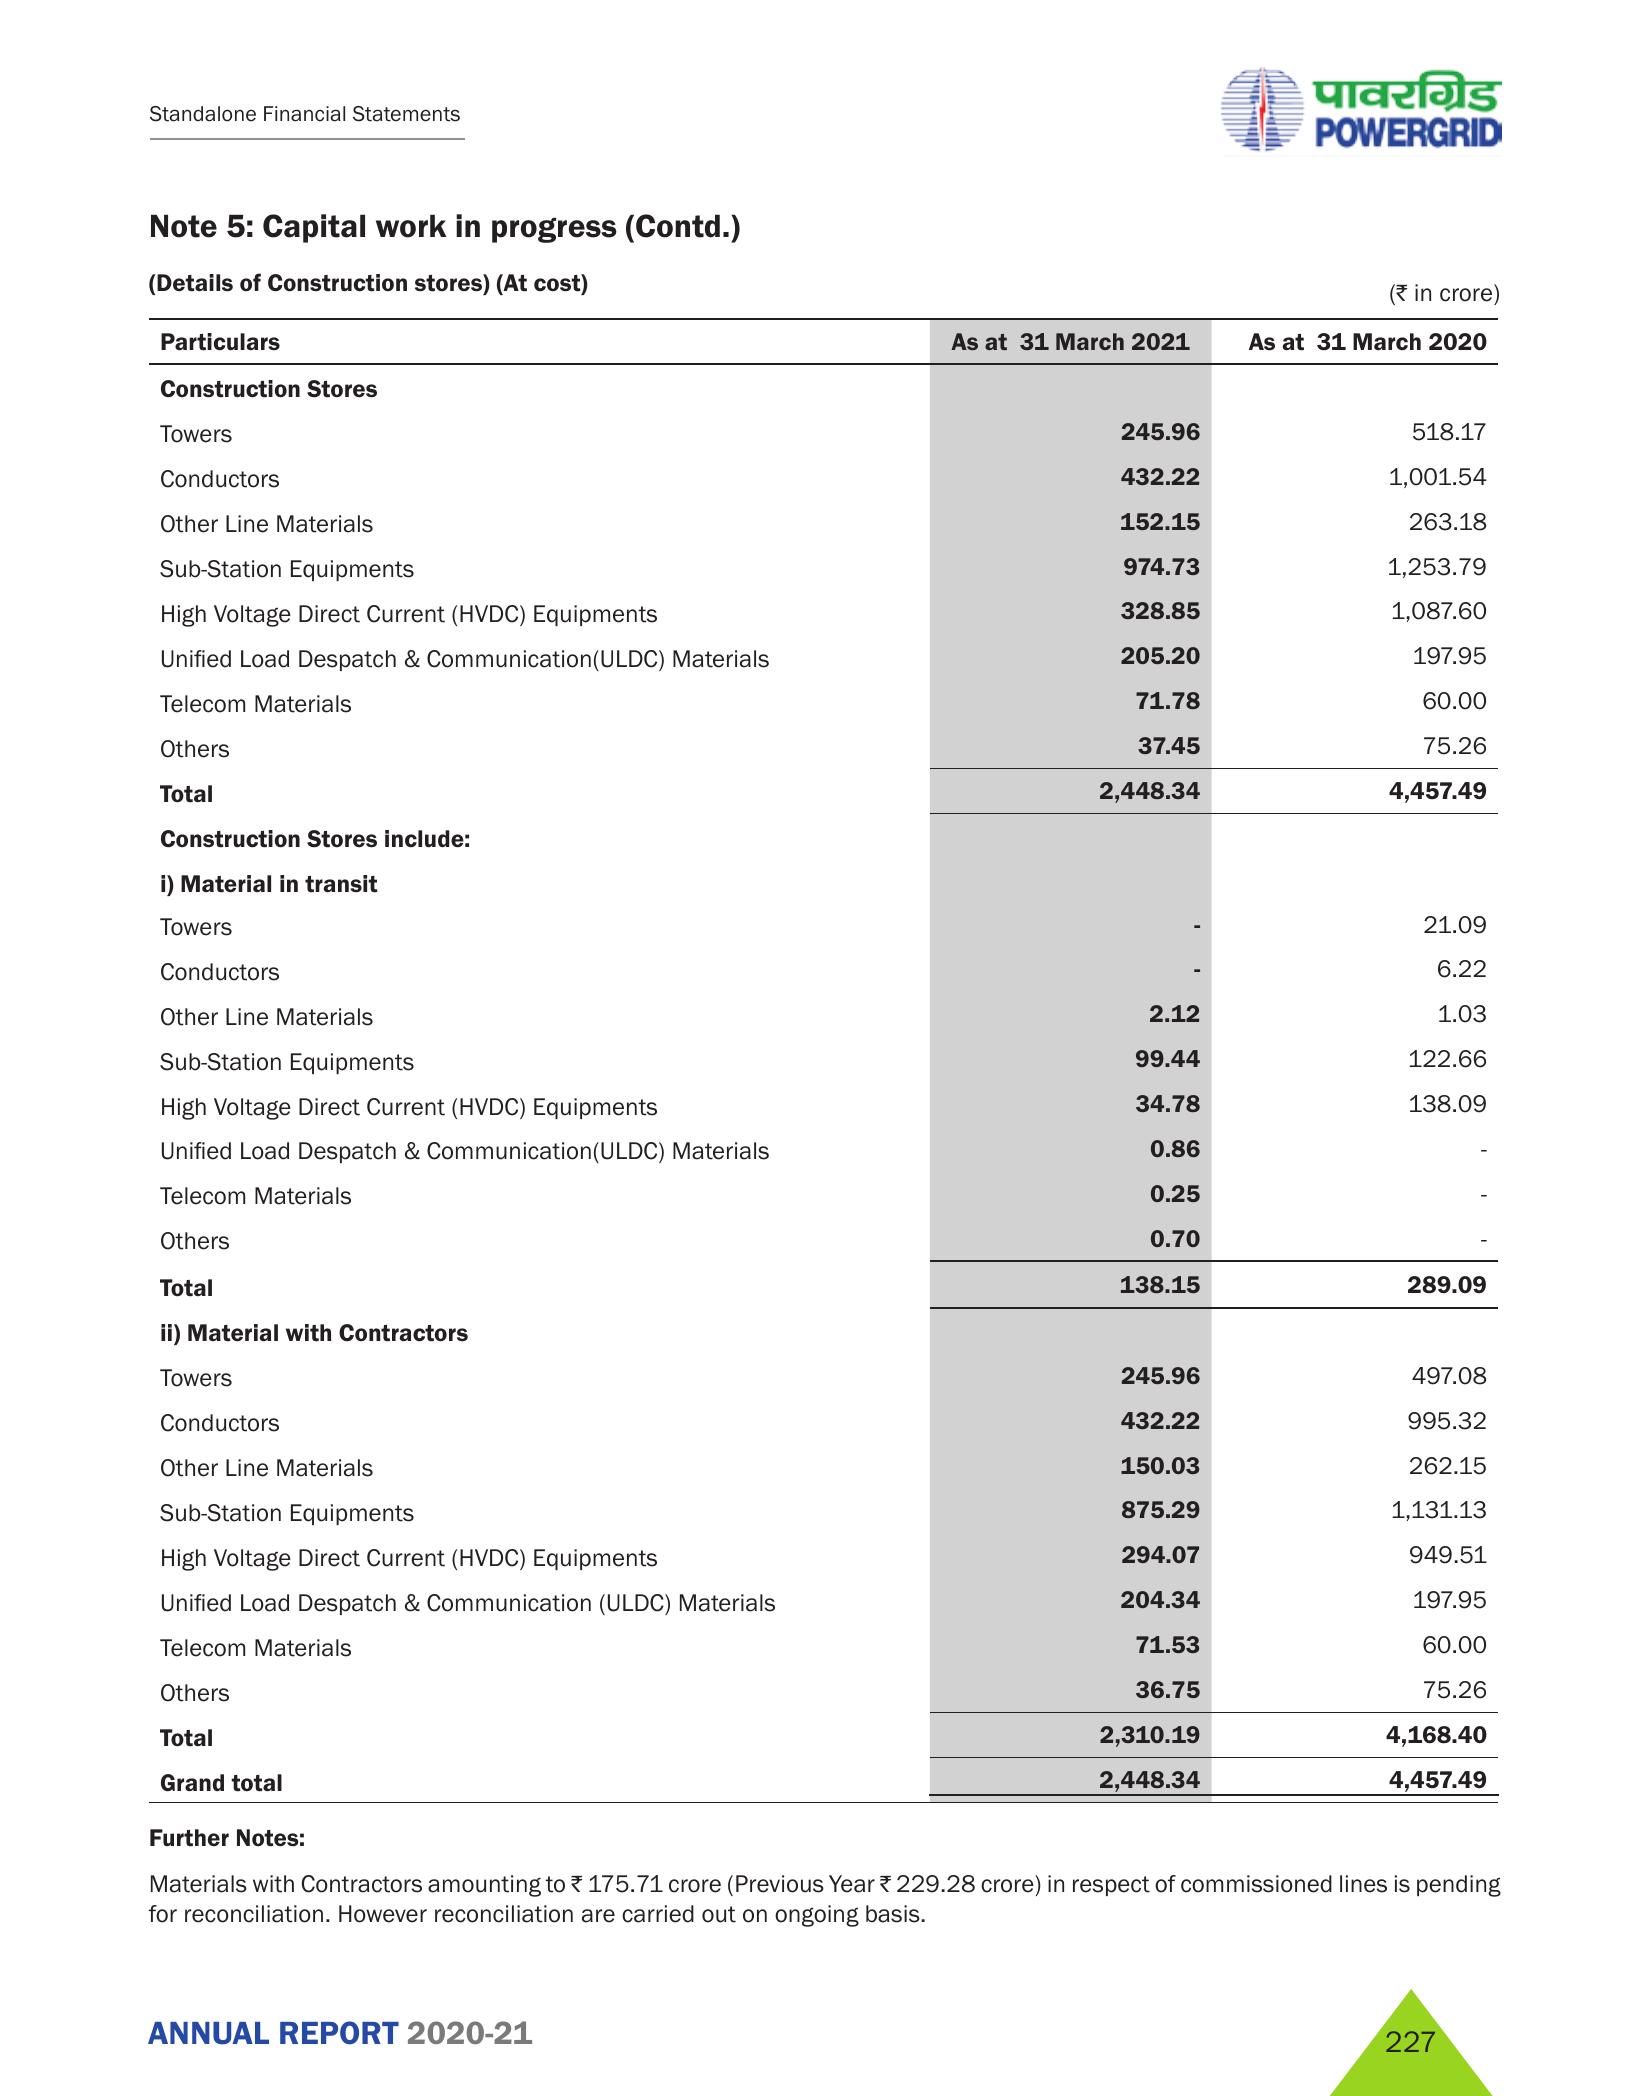 Standalone Financial Statements
पावरग्रिड
POWERGRID
Note 5: Capital work in progress (Contd.)
(Details of Construction stores) (At cost)
(₹ in crore)
Particulars As at 31 March 2021 As at 31 March 2020
Construction Stores
Towers 245.96 518.17
Conductors 432.22 1,001.54
Other Line Materials 152.15 263.18
Sub-Station Equipments 974.73 1,253.79
High Voltage Direct Current (HVDC) Equipments 328.85 1,087.60
Unified Load Despatch & Communication(ULDC) Materials 205.20 197.95
Telecom Materials 71.78 60.00
Others 37.45 75.26
Total 2,448.34 4,457.49
Construction Stores include:
i) Material in transit
Towers - 21.09
Conductors - 6.22
Other Line Materials 2.12 1.03
Sub-Station Equipments 99.44 122.66
High Voltage Direct Current (HVDC) Equipments 34.78 138.09
Unified Load Despatch & Communication(ULDC) Materials 0.86 -
Telecom Materials 0.25 -
Others 0.70 -
Total 138.15 289.09
ii) Material with Contractors
Towers 245.96 497.08
Conductors 432.22 995.32
Other Line Materials 150.03 262.15
Sub-Station Equipments 875.29 1,131.13
High Voltage Direct Current (HVDC) Equipments 294.07 949.51
Unified Load Despatch & Communication (ULDC) Materials 204.34 197.95
Telecom Materials 71.53 60.00
Others 36.75 75.26
Total 2,310.19 4,168.40
Grand total 2,448.34 4,457.49
Further Notes:
Materials with Contractors amounting to ₹ 175.71 crore (Previous Year ₹ 229.28 crore) in respect of commissioned lines is pending
for reconciliation. However reconciliation are carried out on ongoing basis.
ANNUAL REPORT 2020-21
227